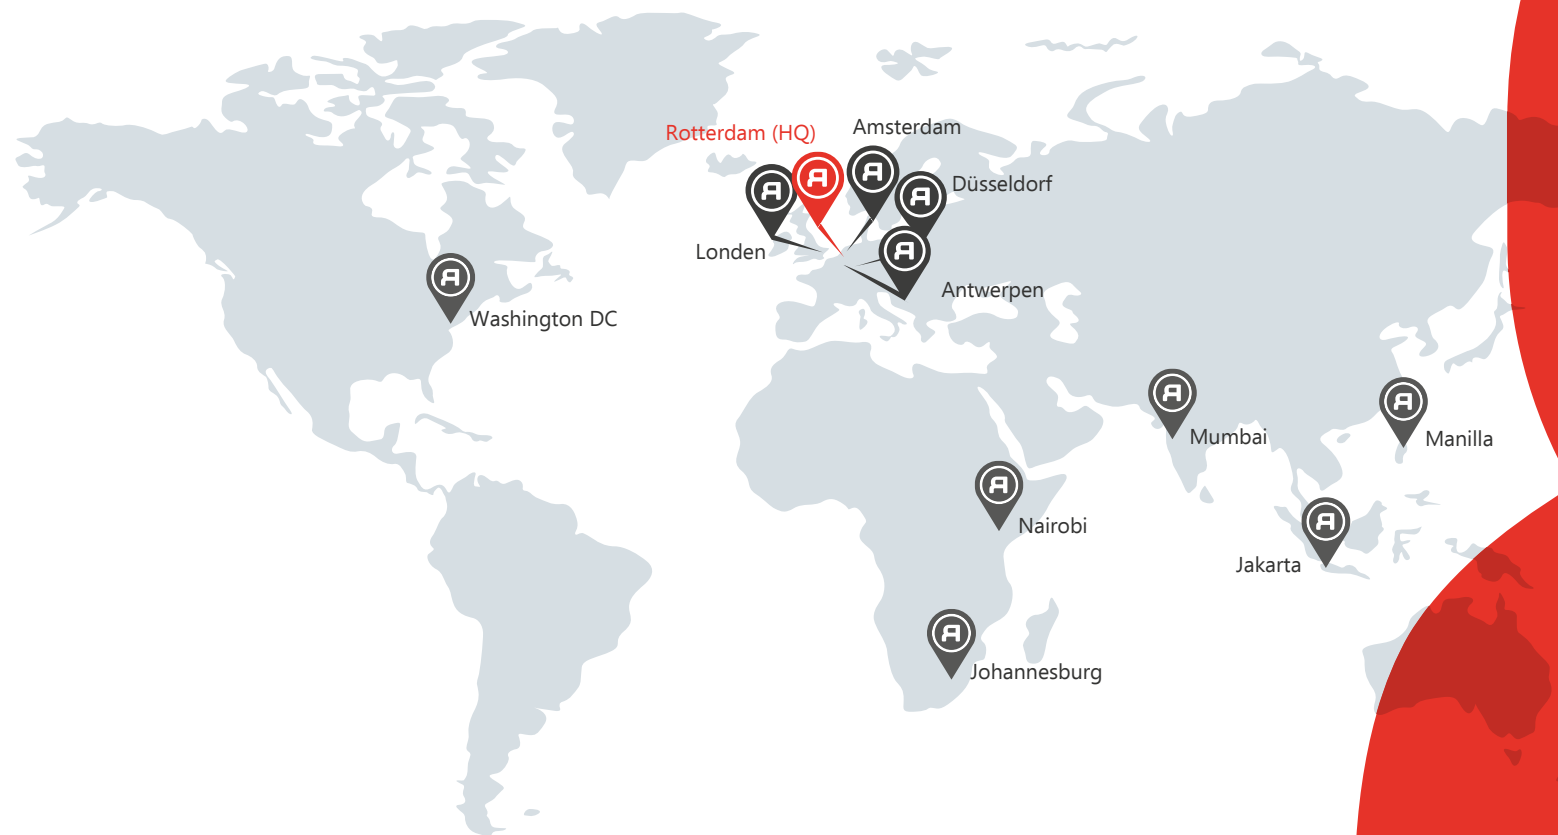 Rotterdam (HQ)
Amsterdam
Düsseldorf
Londen
Antwerpen
Washington DC
Mumbai
Manilla
Nairobi
Jakarta
Johannesburg